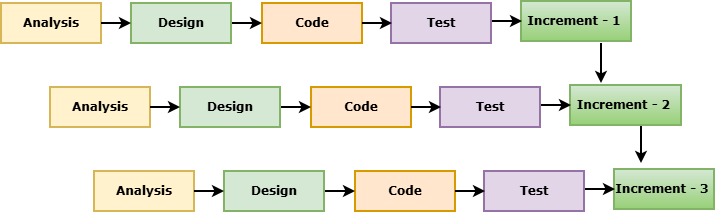 Analysis Design Code Test Increment - 1
Analysis Design Code Test Increment - 2
Analysis Design Code Test Increment - 3